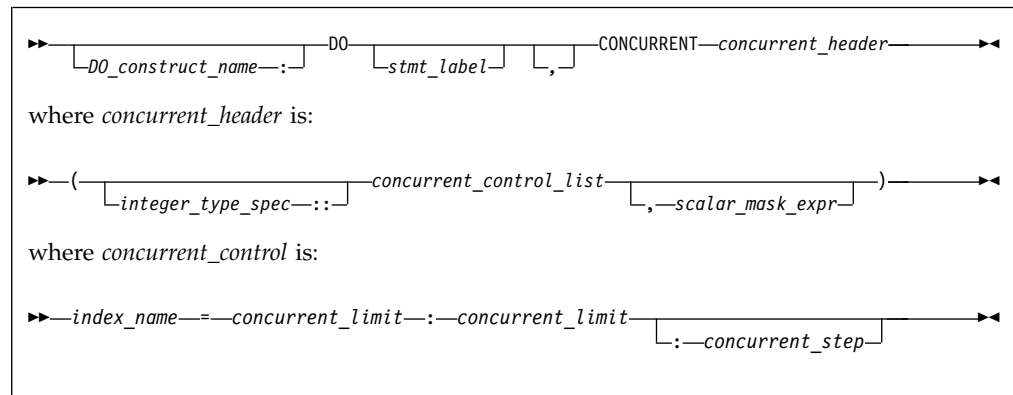 DO CONCURRENT concurrent_header
DO_construct_name : stmt_label ,
where concurrent_header is:
( concurrent_control_list )
integer_type_spec :: , scalar_mask_expr
where concurrent_control is:
index_name = concurrent_limit : concurrent_limit
: concurrent_step